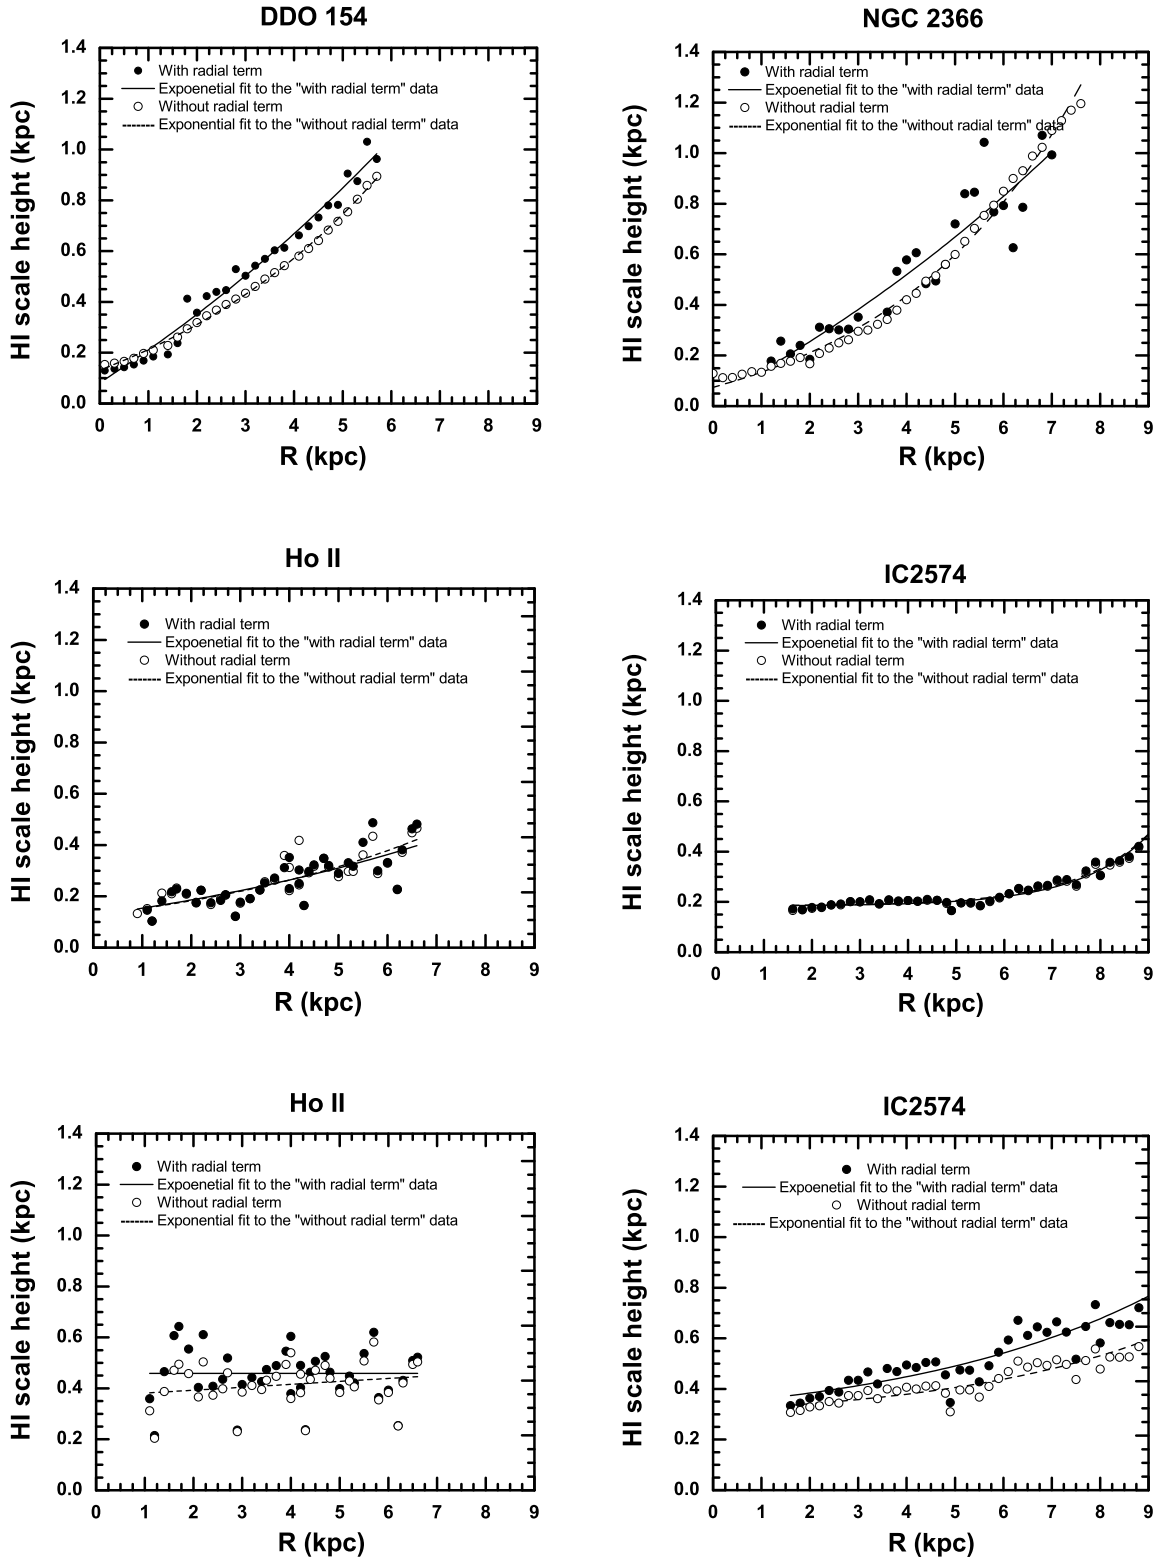 DDO 154
1.4
1.2
1.0
0.8
0.6
0.4
0.2
0.0
HI scale height (kpc)
With radial term
Expoenetial fit to the "with radial term" data
Without radial term
Exponential fit to the "without radial term" data
0 1 2 3 4 5 6 7 8 9
R (kpc)
NGC 2366
1.4
1.2
1.0
0.8
0.6
0.4
0.2
0.0
HI scale height (kpc)
With radial term
Expoenetial fit to the "with radial term" data
Without radial term
Exponential fit to the "without radial term" data
0 1 2 3 4 5 6 7 8 9
R (kpc)
Ho II
1.4
1.2
1.0
0.8
0.6
0.4
0.2
0.0
HI scale height (kpc)
With radial term
Expoenetial fit to the "with radial term" data
Without radial term
Exponential fit to the "without radial term" data
0 1 2 3 4 5 6 7 8 9
R (kpc)
IC2574
1.4
1.2
1.0
0.8
0.6
0.4
0.2
0.0
HI scale height (kpc)
With radial term
Expoenetial fit to the "with radial term" data
Without radial term
Exponential fit to the "without radial term" data
0 1 2 3 4 5 6 7 8 9
R (kpc)
Ho II
1.4
1.2
1.0
0.8
0.6
0.4
0.2
0.0
HI scale height (kpc)
With radial term
Expoenetial fit to the "with radial term" data
Without radial term
Exponential fit to the "without radial term" data
0 1 2 3 4 5 6 7 8 9
R (kpc)
IC2574
1.4
1.2
1.0
0.8
0.6
0.4
0.2
0.0
HI scale height (kpc)
With radial term
Expoenetial fit to the "with radial term" data
Without radial term
Exponential fit to the "without radial term" data
0 1 2 3 4 5 6 7 8 9
R (kpc)